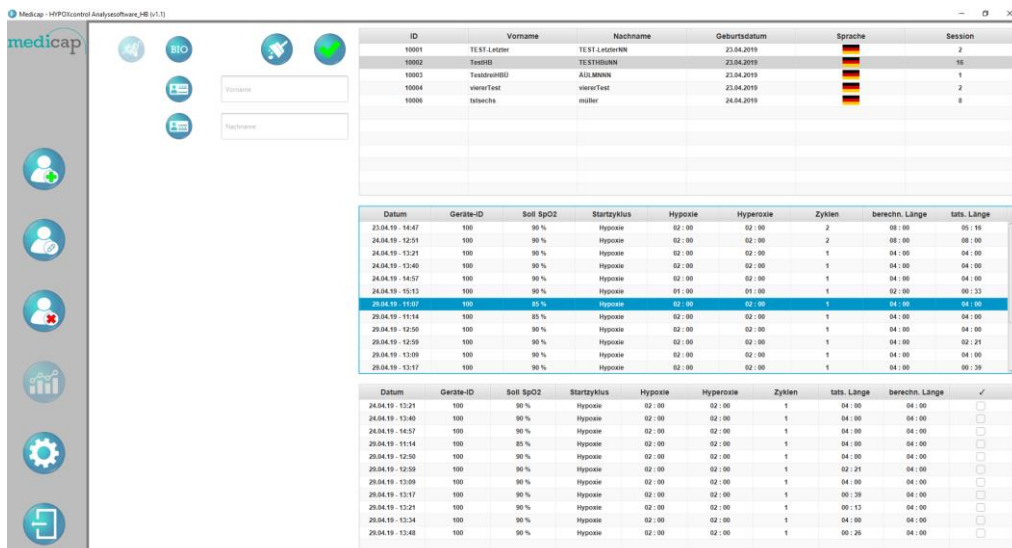 Medicap - HYPOXIcontrol Analysesoftware_HB (v1.1)
medicap
BIO
Vorname
Nachname
ID Vorname Nachname Geburtsdatum Sprache Session
10001 TEST-Letzter TEST-LetzterNN 23.04.2019 2
10002 TestHB TESTHBüNN 23.04.2019 16
10003 TestdreiHBÜ ÄÜLMNNN 23.04.2019 1
10004 viererTest viererTest 23.04.2019 2
10006 tstsechs müller 24.04.2019 8
Datum Geräte-ID Soll SpO2 Startzyklus Hypoxie Hyperoxie Zyklen berechn. Länge tats. Länge
23.04.19 - 14:47 100 90 % Hypoxie 02 : 00 02 : 00 2 08 : 00 05 : 16
24.04.19 - 12:51 100 90 % Hypoxie 02 : 00 02 : 00 2 08 : 00 08 : 00
24.04.19 - 13:21 100 90 % Hypoxie 02 : 00 02 : 00 1 04 : 00 04 : 00
24.04.19 - 13:40 100 90 % Hypoxie 02 : 00 02 : 00 1 04 : 00 04 : 00
24.04.19 - 14:57 100 90 % Hypoxie 02 : 00 02 : 00 1 04 : 00 04 : 00
24.04.19 - 15:13 100 90 % Hypoxie 01 : 00 01 : 00 1 02 : 00 00 : 33
29.04.19 - 11:07 100 85 % Hypoxie 02 : 00 02 : 00 1 04 : 00 04 : 00
29.04.19 - 11:14 100 85 % Hypoxie 02 : 00 02 : 00 1 04 : 00 04 : 00
29.04.19 - 12:50 100 90 % Hypoxie 02 : 00 02 : 00 1 04 : 00 04 : 00
29.04.19 - 12:59 100 90 % Hypoxie 02 : 00 02 : 00 1 04 : 00 02 : 21
29.04.19 - 13:09 100 90 % Hypoxie 02 : 00 02 : 00 1 04 : 00 04 : 00
29.04.19 - 13:17 100 90 % Hypoxie 02 : 00 02 : 00 1 04 : 00 00 : 39
Datum Geräte-ID Soll SpO2 Startzyklus Hypoxie Hyperoxie Zyklen tats. Länge berechn. Länge ✓
24.04.19 - 13:21 100 90 % Hypoxie 02 : 00 02 : 00 1 04 : 00 04 : 00
24.04.19 - 13:40 100 90 % Hypoxie 02 : 00 02 : 00 1 04 : 00 04 : 00
24.04.19 - 14:57 100 90 % Hypoxie 02 : 00 02 : 00 1 04 : 00 04 : 00
29.04.19 - 11:14 100 85 % Hypoxie 02 : 00 02 : 00 1 04 : 00 04 : 00
29.04.19 - 12:50 100 90 % Hypoxie 02 : 00 02 : 00 1 04 : 00 04 : 00
29.04.19 - 12:59 100 90 % Hypoxie 02 : 00 02 : 00 1 02 : 21 04 : 00
29.04.19 - 13:09 100 90 % Hypoxie 02 : 00 02 : 00 1 04 : 00 04 : 00
29.04.19 - 13:17 100 90 % Hypoxie 02 : 00 02 : 00 1 00 : 39 04 : 00
29.04.19 - 13:21 100 90 % Hypoxie 02 : 00 02 : 00 1 00 : 13 04 : 00
29.04.19 - 13:34 100 90 % Hypoxie 02 : 00 02 : 00 1 04 : 00 04 : 00
29.04.19 - 13:48 100 90 % Hypoxie 02 : 00 02 : 00 1 00 : 26 04 : 00